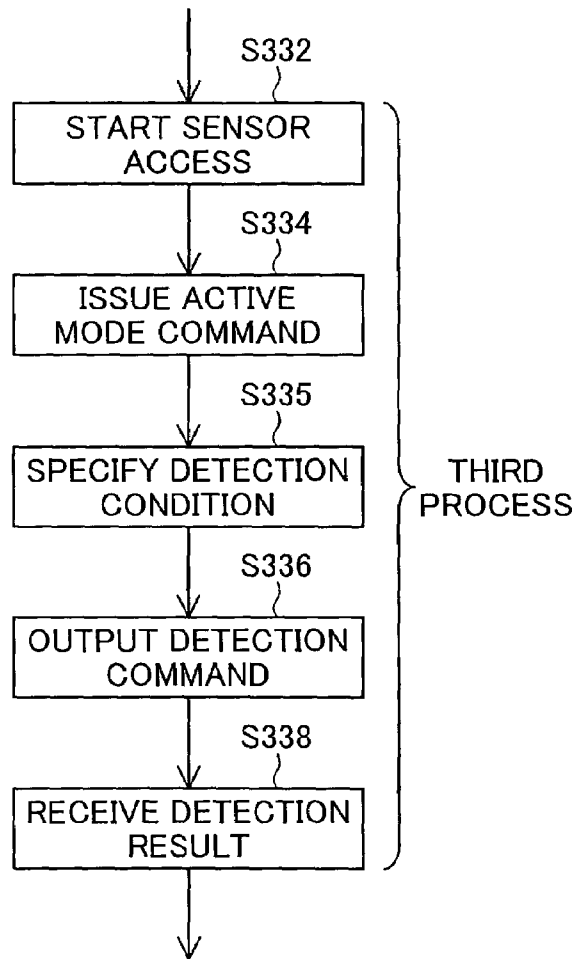 S332
START SENSOR
ACCESS
S334
ISSUE ACTIVE
MODE COMMAND
S335
SPECIFY DETECTION
CONDITION
THIRD
PROCESS
S336
OUTPUT DETECTION
COMMAND
S338
RECEIVE DETECTION
RESULT